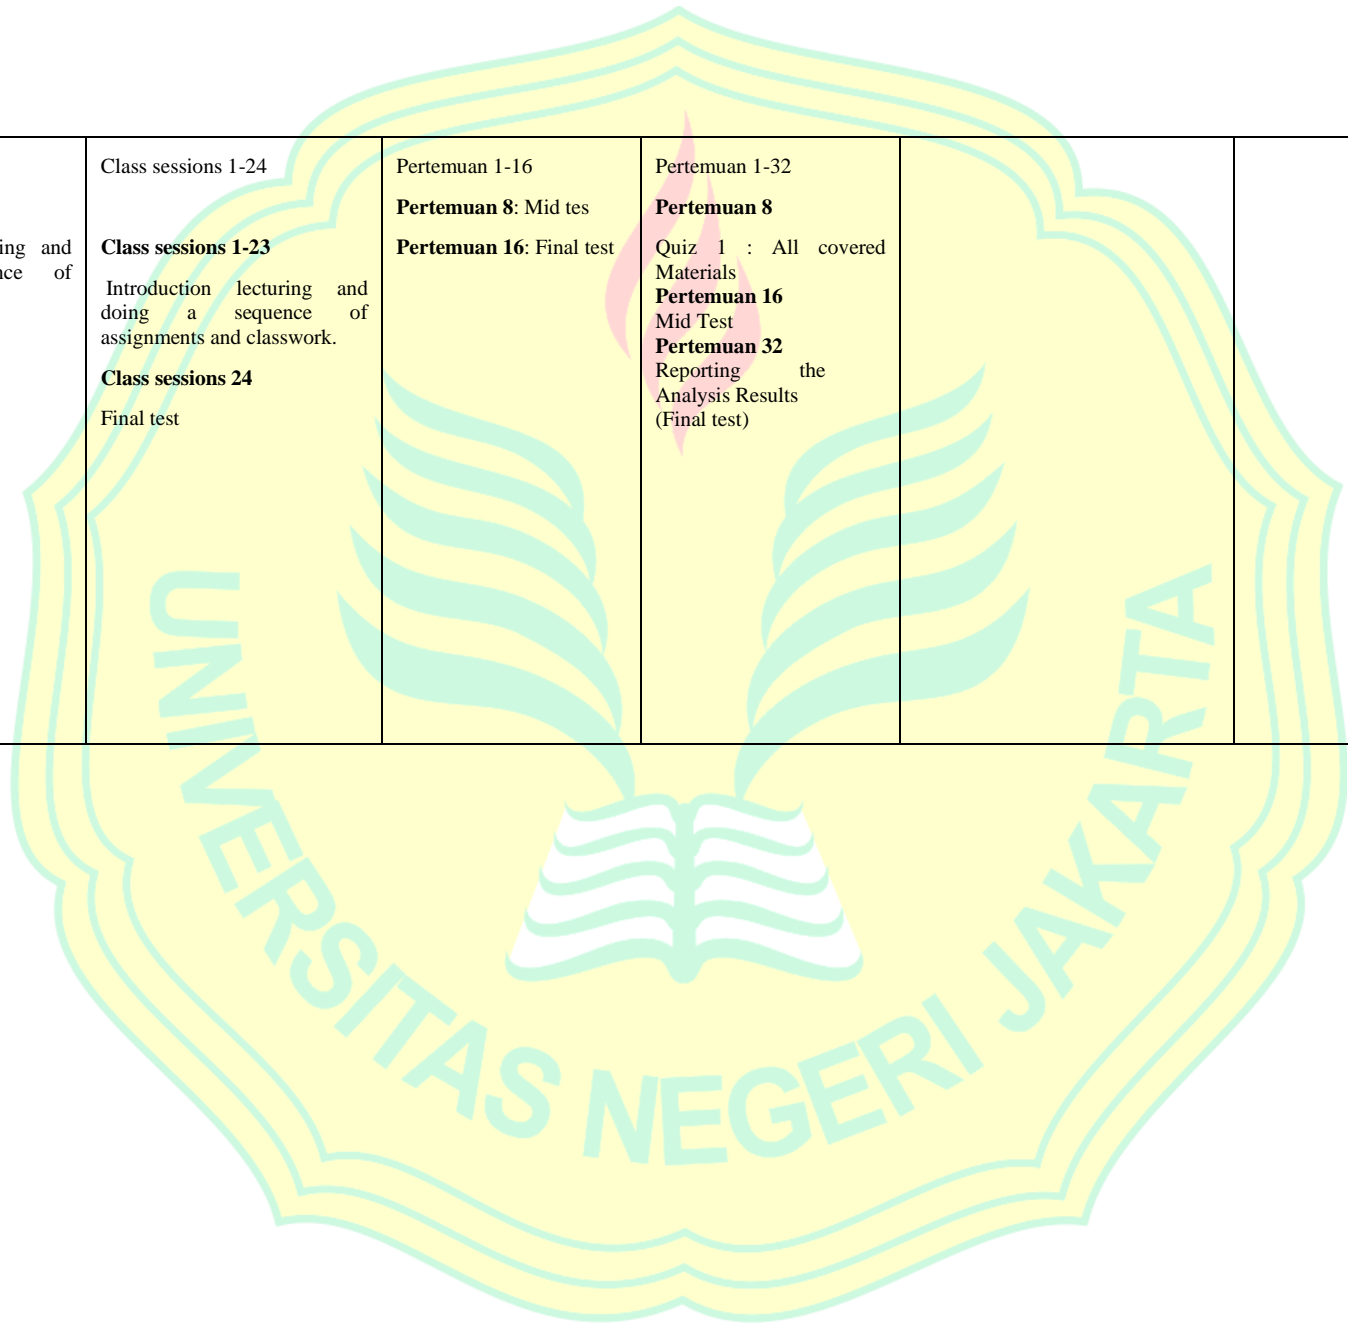 ing and
nce of
Class sessions 1-24
Class sessions 1-23
Introduction lecturing and
doing a sequence of
assignments and classwork.
Class sessions 24
Final test
Pertemuan 1-16
Pertemuan 8: Mid tes
Pertemuan 16: Final test
Pertemuan 1-32
Pertemuan 8
Quiz 1 : All covered
Materials
Pertemuan 16
Mid Test
Pertemuan 32
Reporting the
Analysis Results
(Final test)
UNIVERSITAS NEGERI JAKARTA